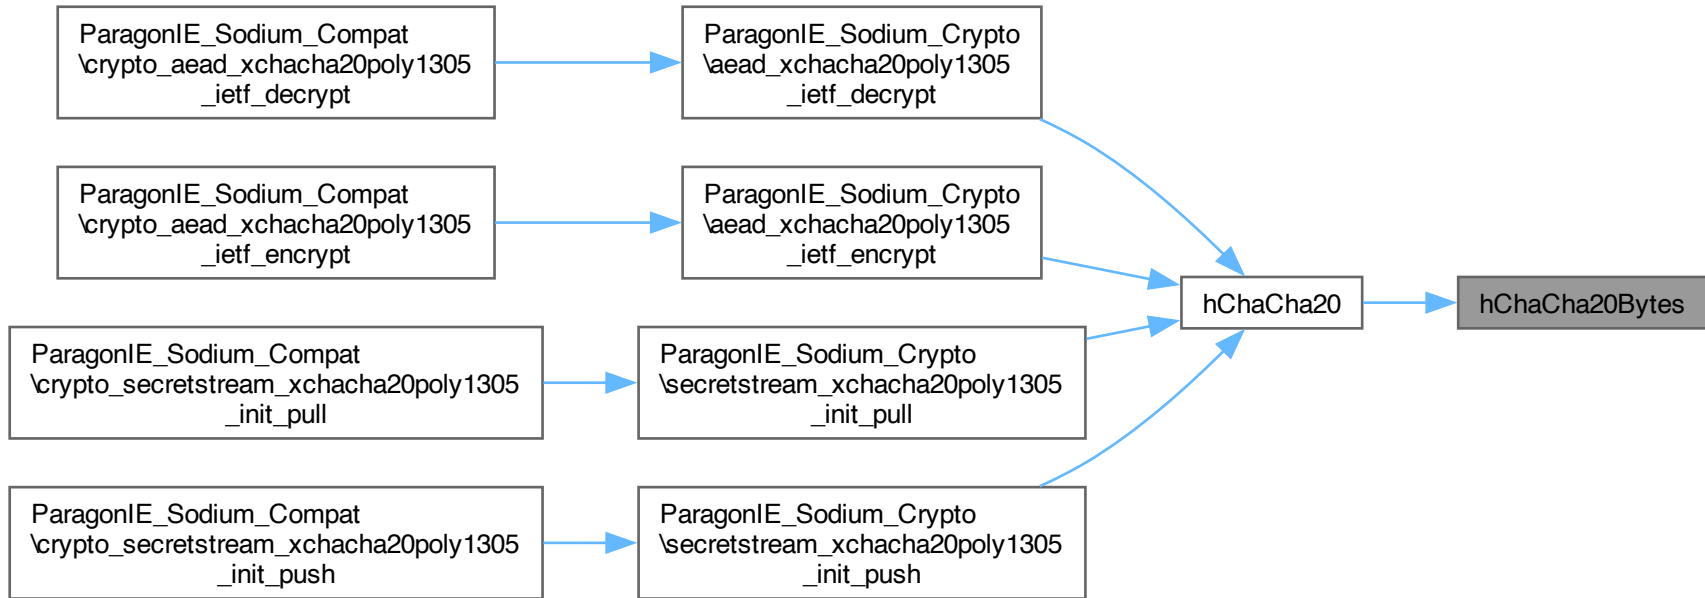 ParagonIE_Sodium_Compat
\crypto_aead_xchacha20poly1305
_ietf_decrypt
ParagonIE_Sodium_Crypto
\aead_xchacha20poly1305
_ietf_decrypt
ParagonIE_Sodium_Compat
\crypto_aead_xchacha20poly1305
_ietf_encrypt
ParagonIE_Sodium_Crypto
\aead_xchacha20poly1305
_ietf_encrypt
hChaCha20
hChaCha20Bytes
ParagonIE_Sodium_Compat
\crypto_secretstream_xchacha20poly1305
_init_pull
ParagonIE_Sodium_Crypto
\secretstream_xchacha20poly1305
_init_pull
ParagonIE_Sodium_Compat
\crypto_secretstream_xchacha20poly1305
_init_push
ParagonIE_Sodium_Crypto
\secretstream_xchacha20poly1305
_init_push